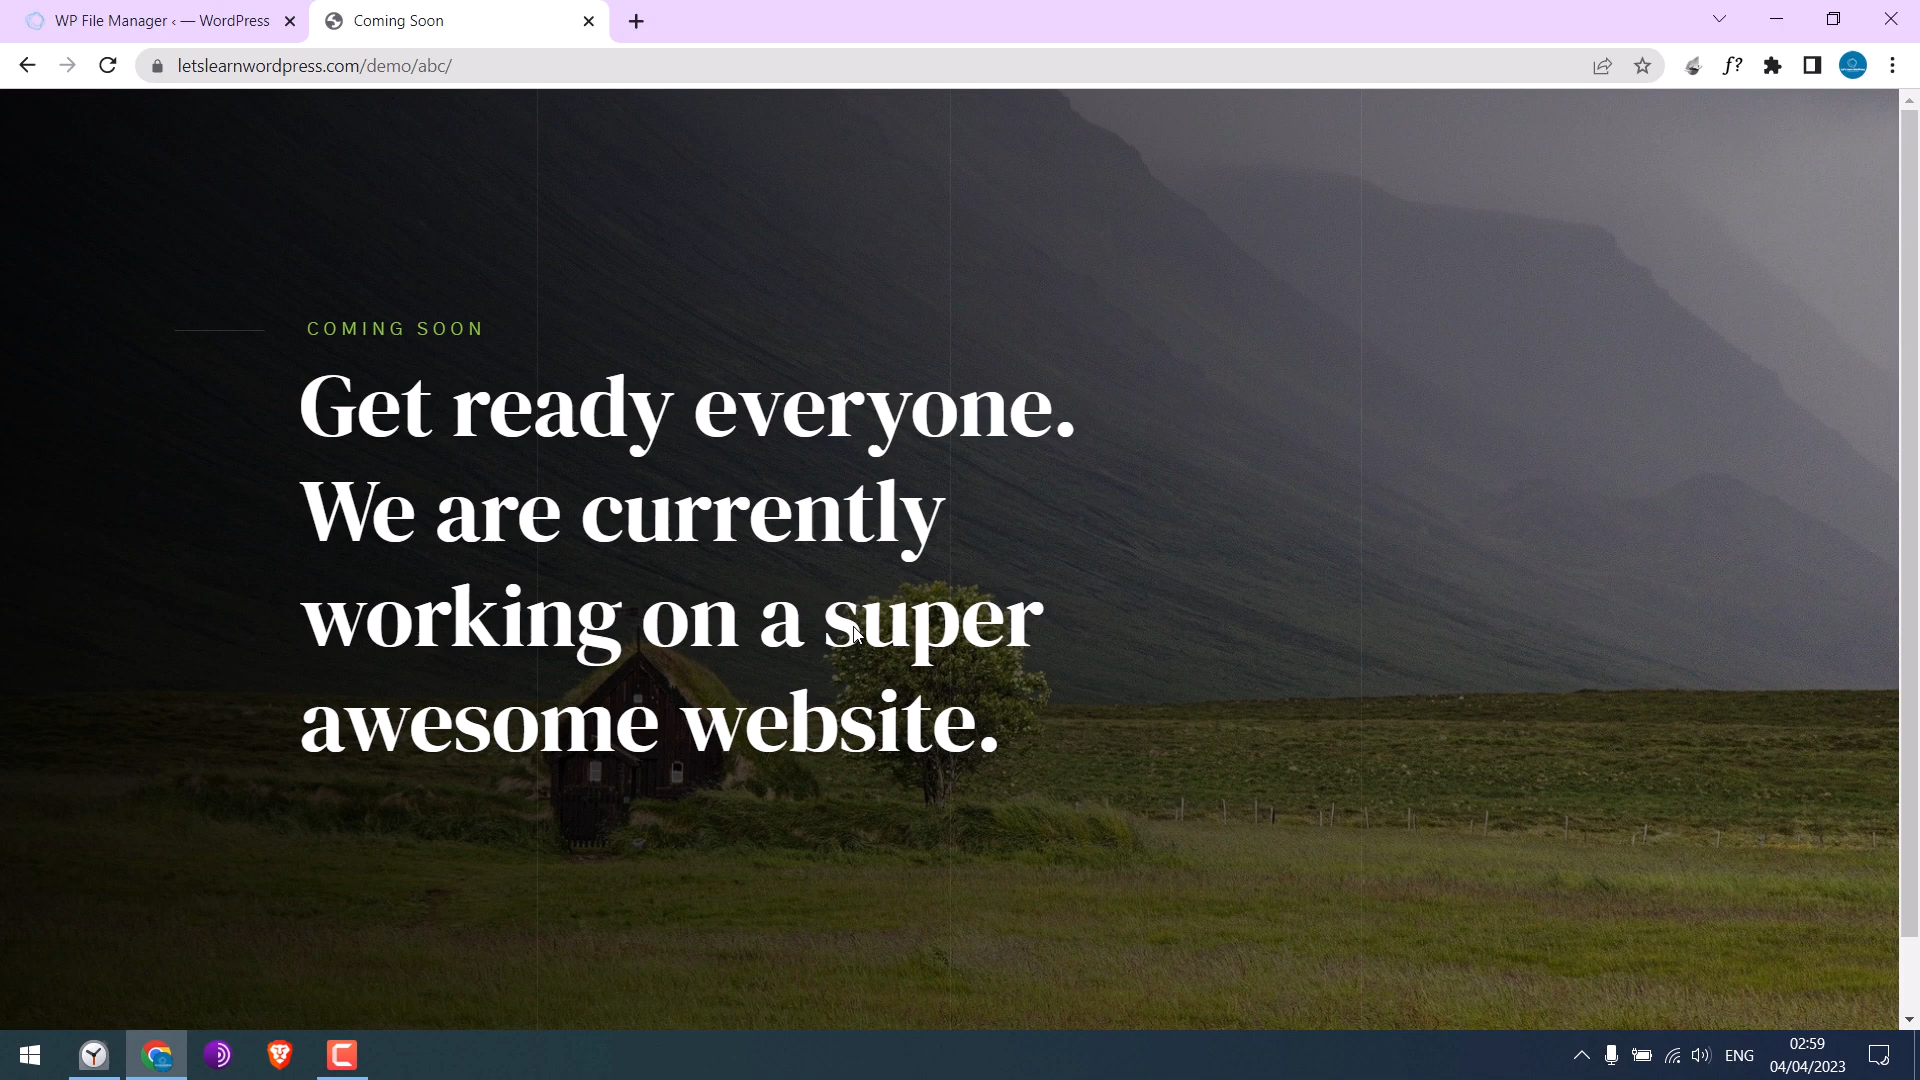 WP File Manager ‹ — WordPress
Coming Soon
letslearnwordpress.com/demo/abc/
f?
COMING SOON
Get ready everyone.
We are currently
working on a super
awesome website.
ENG
02:59
04/04/2023